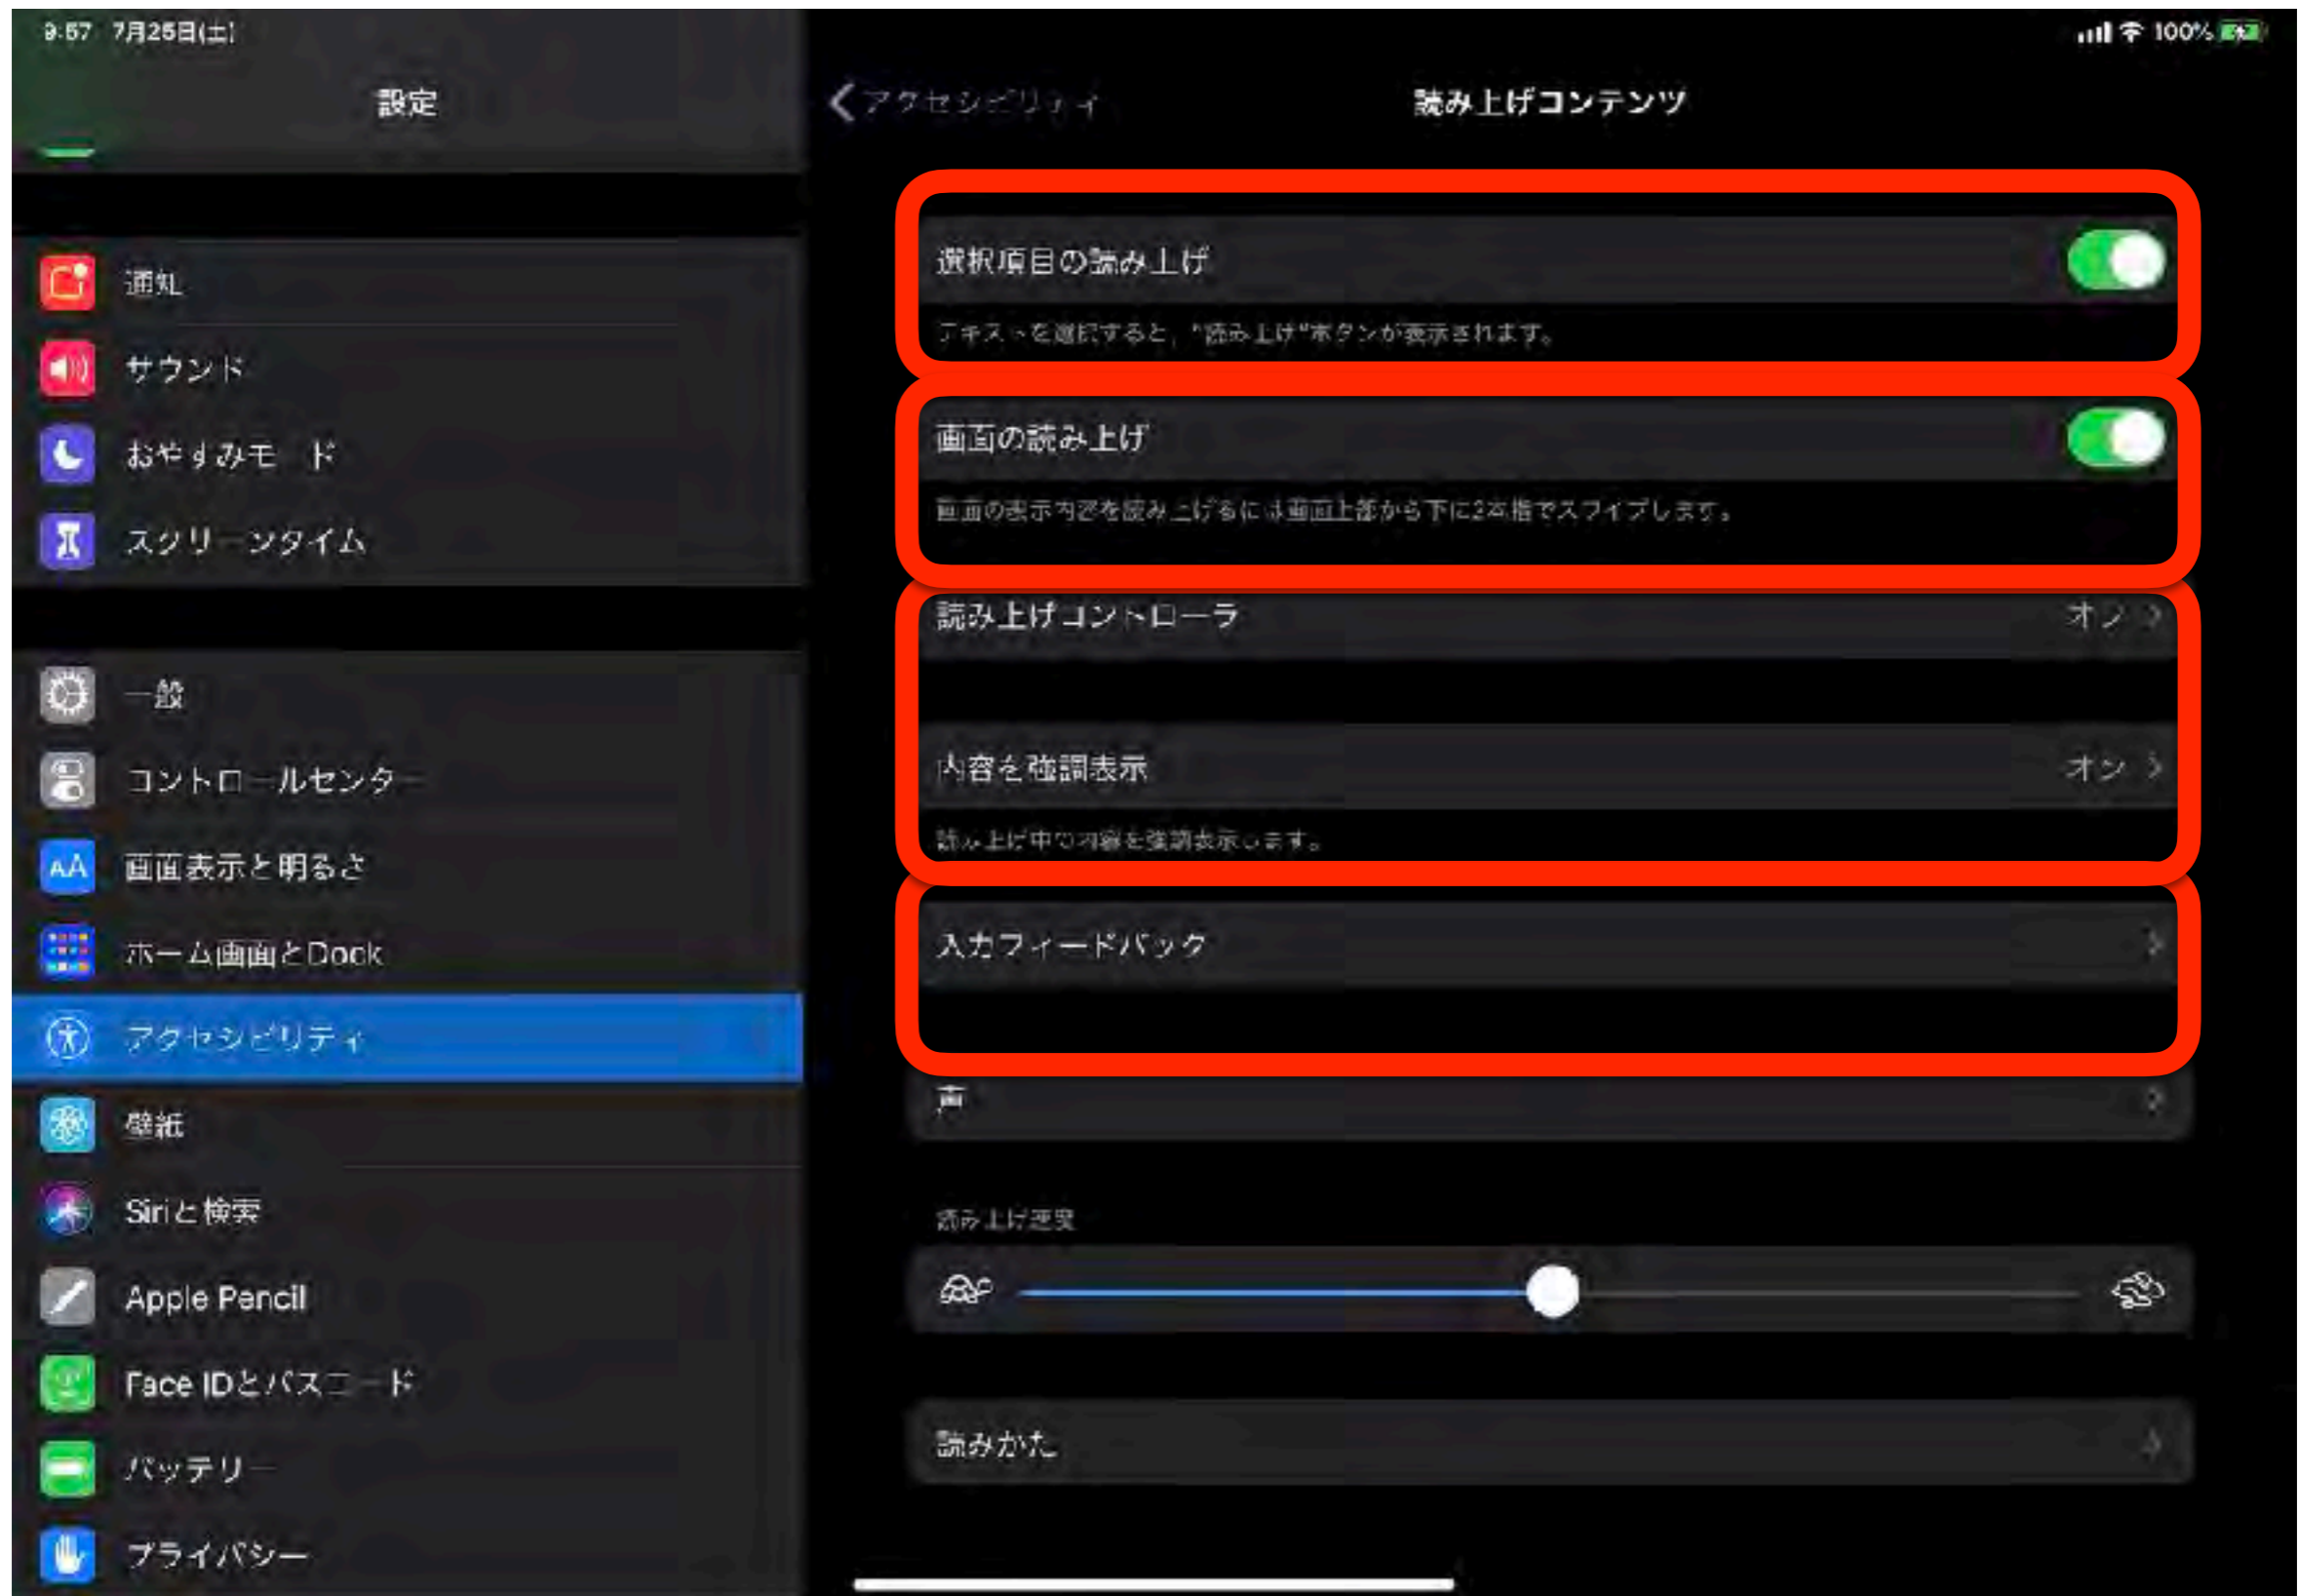 9:57 7月25日(土)
100%
設定
アクセシビリティ
読み上げコンテンツ
通知
サウンド
おやすみモード
スクリーンタイム
一般
コントロールセンター
画面表示と明るさ
ホーム画面とDock
アクセシビリティ
壁紙
Siriと検索
Apple Pencil
Face IDとパスコード
バッテリー
プライバシー
選択項目の読み上げ
テキストを選択すると、"読み上げ"ボタンが表示されます。
画面の読み上げ
画面の表示内容を読み上げるには画面上部から下に2本指でスワイプします。
読み上げコントローラ
内容を強調表示 オン
読み上げ中の内容を強調表示します。
入力フィードバック
声
読み上げ速度
読みかた